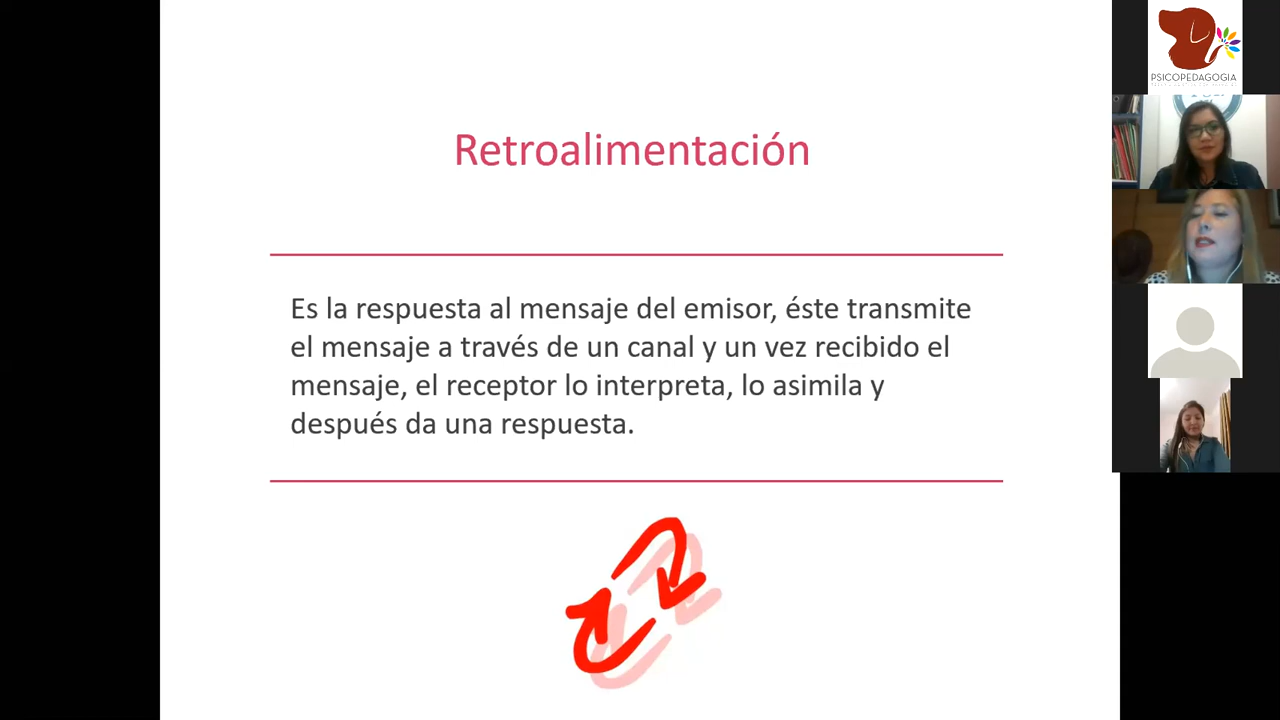 Retroalimentación
Es la respuesta al mensaje del emisor, éste transmite
el mensaje a través de un canal y un vez recibido el
mensaje, el receptor lo interpreta, lo asimila y
después da una respuesta.
PSICOPEDAGOGIA